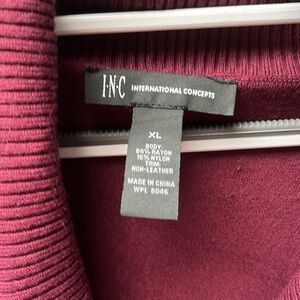 I·N·C INTERNATIONAL CONCEPTS
XL
BODY:
84% RAYON
16% NYLON
TRIM:
NON-LEATHER
MADE IN CHINA
WPL 8046